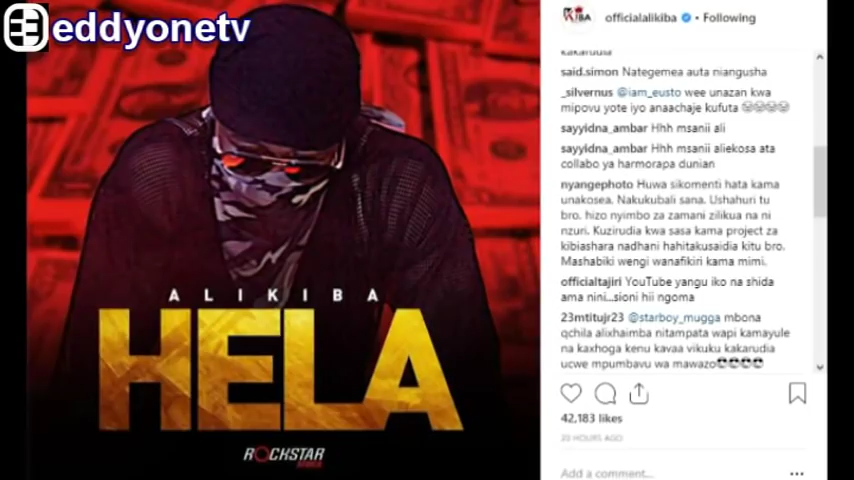 eddyonetv
ALIKIBA
HELA
ROCKSTAR
KIBA
officialalikiba • Following
kakarudia
said.simon Nategemea auta niangusha
_silvernus @iam_eusto wee unazan kwa
mipovu yote iyo anaachaje kufuta
sayyidna_ambar Hhh msanii ali
sayyidna_ambar Hhh msanii aliekosa ata
collabo ya harmorapa dunian
nyangephoto Huwa sikomenti hata kama
unakosea. Nakukubali sana. Ushahuri tu
bro. hizo nyimbo za zamani zilikua na ni
nzuri. Kuzirudia kwa sasa kama project za
kibiashara nadhani hahitakusaidia kitu bro.
Mashabiki wengi wanafikiri kama mimi.
officialtajiri YouTube yangu iko na shida
ama nini...sioni hii ngoma
23mtitujr23 @starboy_mugga mbona
qchila alixhaimba nitampata wapi kamayule
na kaxhoga kenu kavaa vikuku kakarudia
ucwe mpumbavu wa mawazo
42,183 likes
20 HOURS AGO
Add a comment...